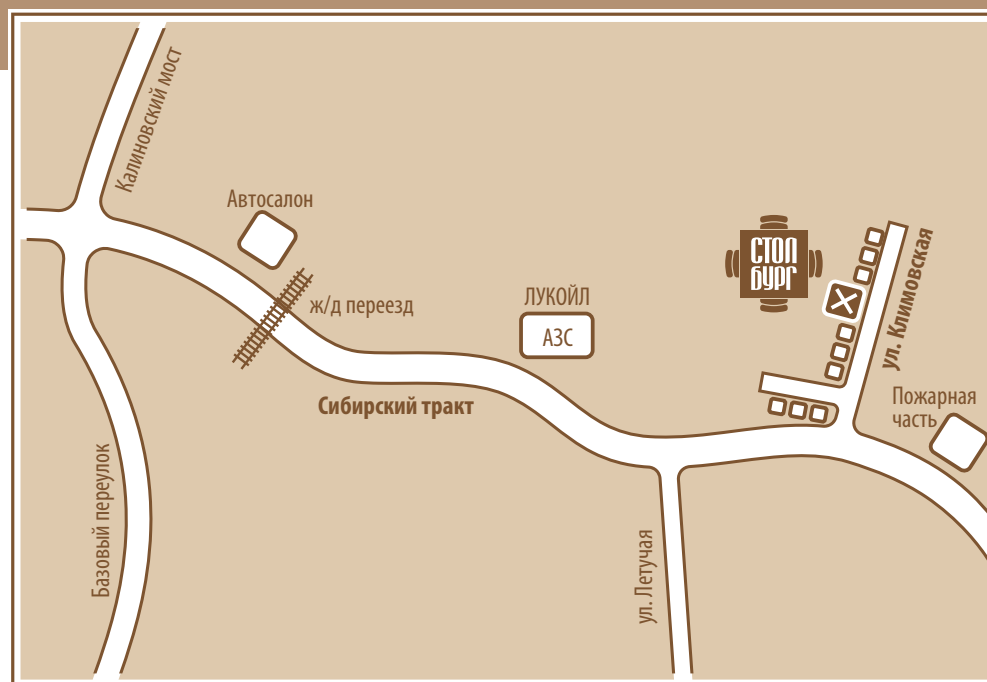 Калиновский мост
Автосалон
ж/д переезд
ЛУКОЙЛ
АЗС
СТОЛ
БУРГ
ул. Климовская
Пожарная
часть
Сибирский тракт
Базовый переулок
ул. Летучая